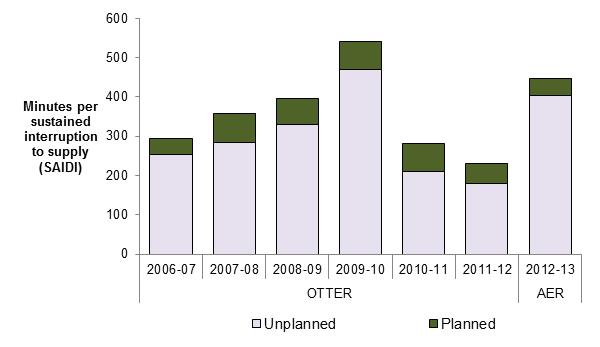 600
500
400
300
200
100
0
Minutes per
sustained
interruption
to supply
(SAIDI)
2006-07 2007-08 2008-09 2009-10 2010-11 2011-12 2012-13
OTTER AER
Unplanned Planned